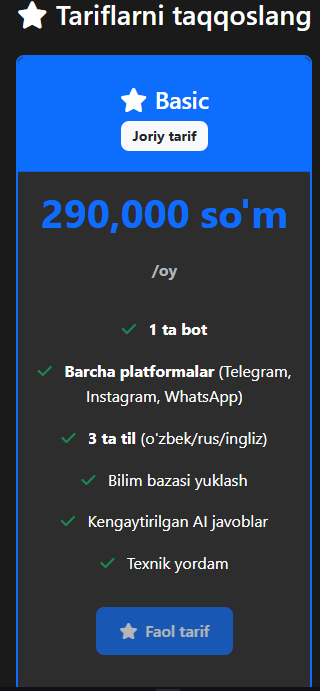 Tariflarni taqqoslang
Basic
Joriy tarif
290,000 so'm
/oy
1 ta bot
Barcha platformalar (Telegram,
Instagram, WhatsApp)
3 ta til (o'zbek/rus/ingliz)
Bilim bazasi yuklash
Kengaytirilgan AI javoblar
Texnik yordam
Faol tarif